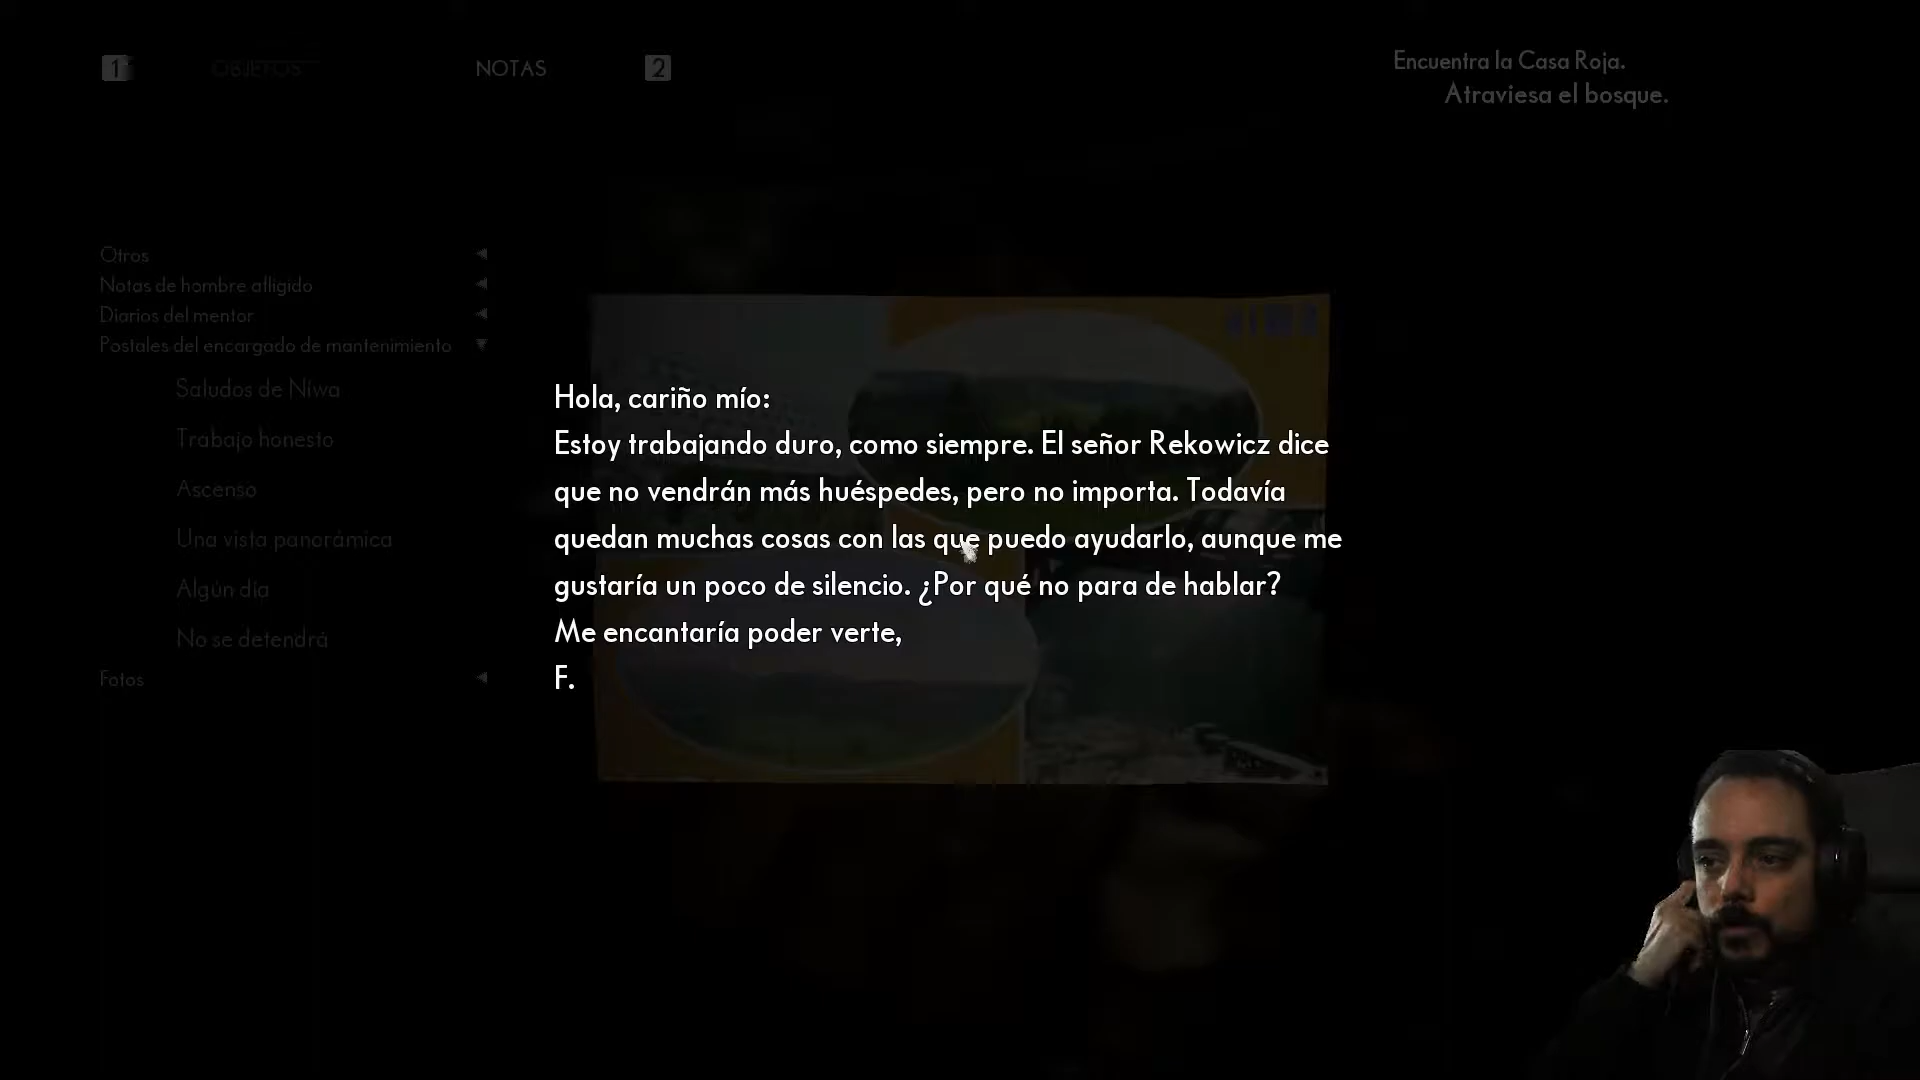 1
OBJETOS
NOTAS
2
Encuentra la Casa Roja.
Atraviesa el bosque.
Otros
Notas de hombre afligido
Diarios del mentor
Postales del encargado de mantenimiento
Saludos de Niwa
Trabajo honesto
Ascenso
Una vista panorámica
Algún día
No se detendrá
Fotos
Hola, cariño mío:
Estoy trabajando duro, como siempre. El señor Rekowicz dice
que no vendrán más huéspedes, pero no importa. Todavía
quedan muchas cosas con las que puedo ayudarlo, aunque me
gustaría un poco de silencio. ¿Por qué no para de hablar?
Me encantaría poder verte,
F.